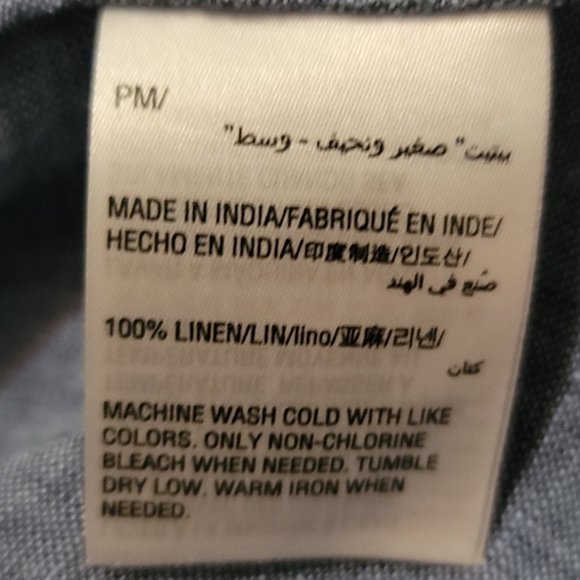 PM/
بيتيت" صغير ونحيف - وسط"
MADE IN INDIA/FABRIQUÉ EN INDE/
HECHO EN INDIA/印度制造/인도산/
صنع في الهند
100% LINEN/LIN/lino/亚麻/리넨/
كتان
MACHINE WASH COLD WITH LIKE
COLORS. ONLY NON-CHLORINE
BLEACH WHEN NEEDED. TUMBLE
DRY LOW. WARM IRON WHEN
NEEDED.